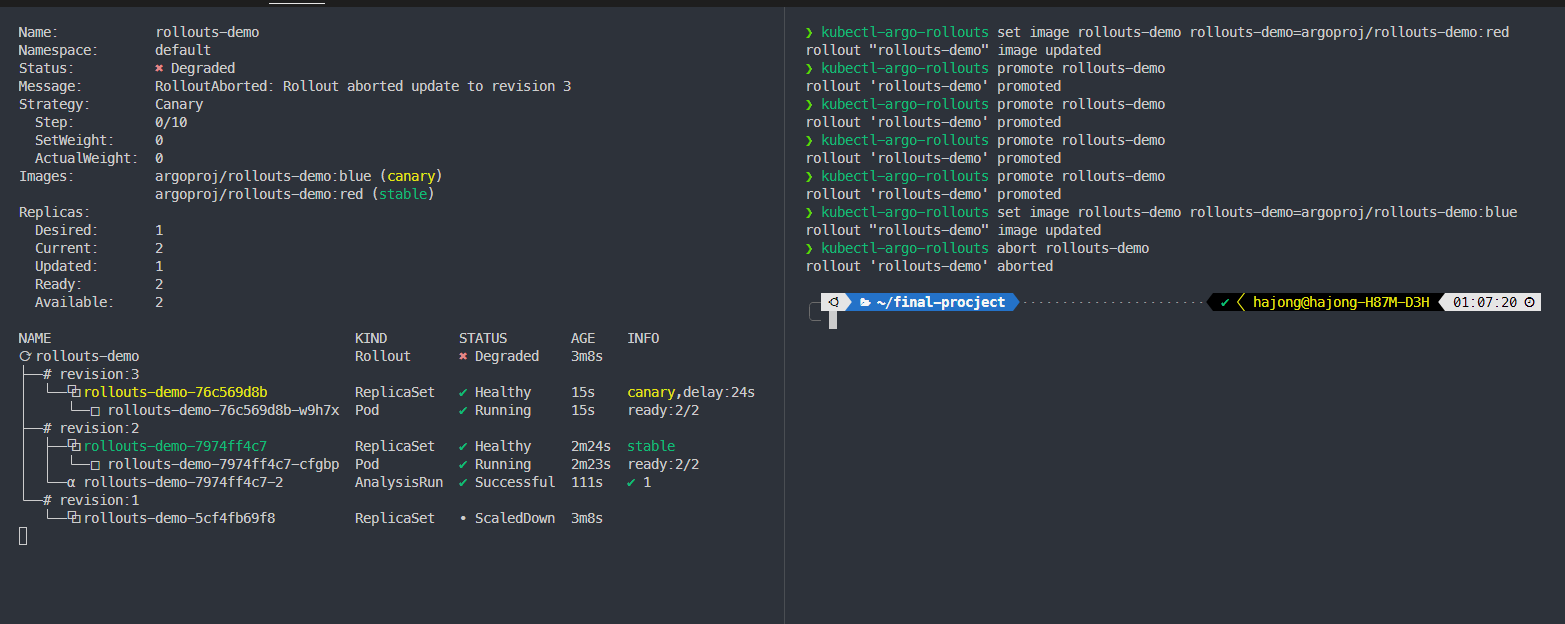 Name: rollouts-demo
Namespace: default
Status: ✖ Degraded
Message: RolloutAborted: Rollout aborted update to revision 3
Strategy: Canary
Step: 0/10
SetWeight: 0
ActualWeight: 0
Images: argoproj/rollouts-demo:blue (canary)
argoproj/rollouts-demo:red (stable)
Replicas:
Desired: 1
Current: 2
Updated: 1
Ready: 2
Available: 2
NAME KIND STATUS AGE INFO
⟳ rollouts-demo Rollout ✖ Degraded 3m8s
├──# revision:3
│ └──⧉ rollouts-demo-76c569d8b ReplicaSet ✔ Healthy 15s canary,delay:24s
│ └──□ rollouts-demo-76c569d8b-w9h7x Pod ✔ Running 15s ready:2/2
├──# revision:2
│ ├──⧉ rollouts-demo-7974ff4c7 ReplicaSet ✔ Healthy 2m24s stable
│ │ └──□ rollouts-demo-7974ff4c7-cfgbp Pod ✔ Running 2m23s ready:2/2
│ └──α rollouts-demo-7974ff4c7-2 AnalysisRun ✔ Successful 111s ✔ 1
└──# revision:1
└──⧉ rollouts-demo-5cf4fb69f8 ReplicaSet • ScaledDown 3m8s
❯ kubectl-argo-rollouts set image rollouts-demo rollouts-demo=argoproj/rollouts-demo:red
rollout "rollouts-demo" image updated
❯ kubectl-argo-rollouts promote rollouts-demo
rollout 'rollouts-demo' promoted
❯ kubectl-argo-rollouts promote rollouts-demo
rollout 'rollouts-demo' promoted
❯ kubectl-argo-rollouts promote rollouts-demo
rollout 'rollouts-demo' promoted
❯ kubectl-argo-rollouts promote rollouts-demo
rollout 'rollouts-demo' promoted
❯ kubectl-argo-rollouts set image rollouts-demo rollouts-demo=argoproj/rollouts-demo:blue
rollout "rollouts-demo" image updated
❯ kubectl-argo-rollouts abort rollouts-demo
rollout 'rollouts-demo' aborted
~/final-procject ✔ hajong@hajong-H87M-D3H 01:07:20